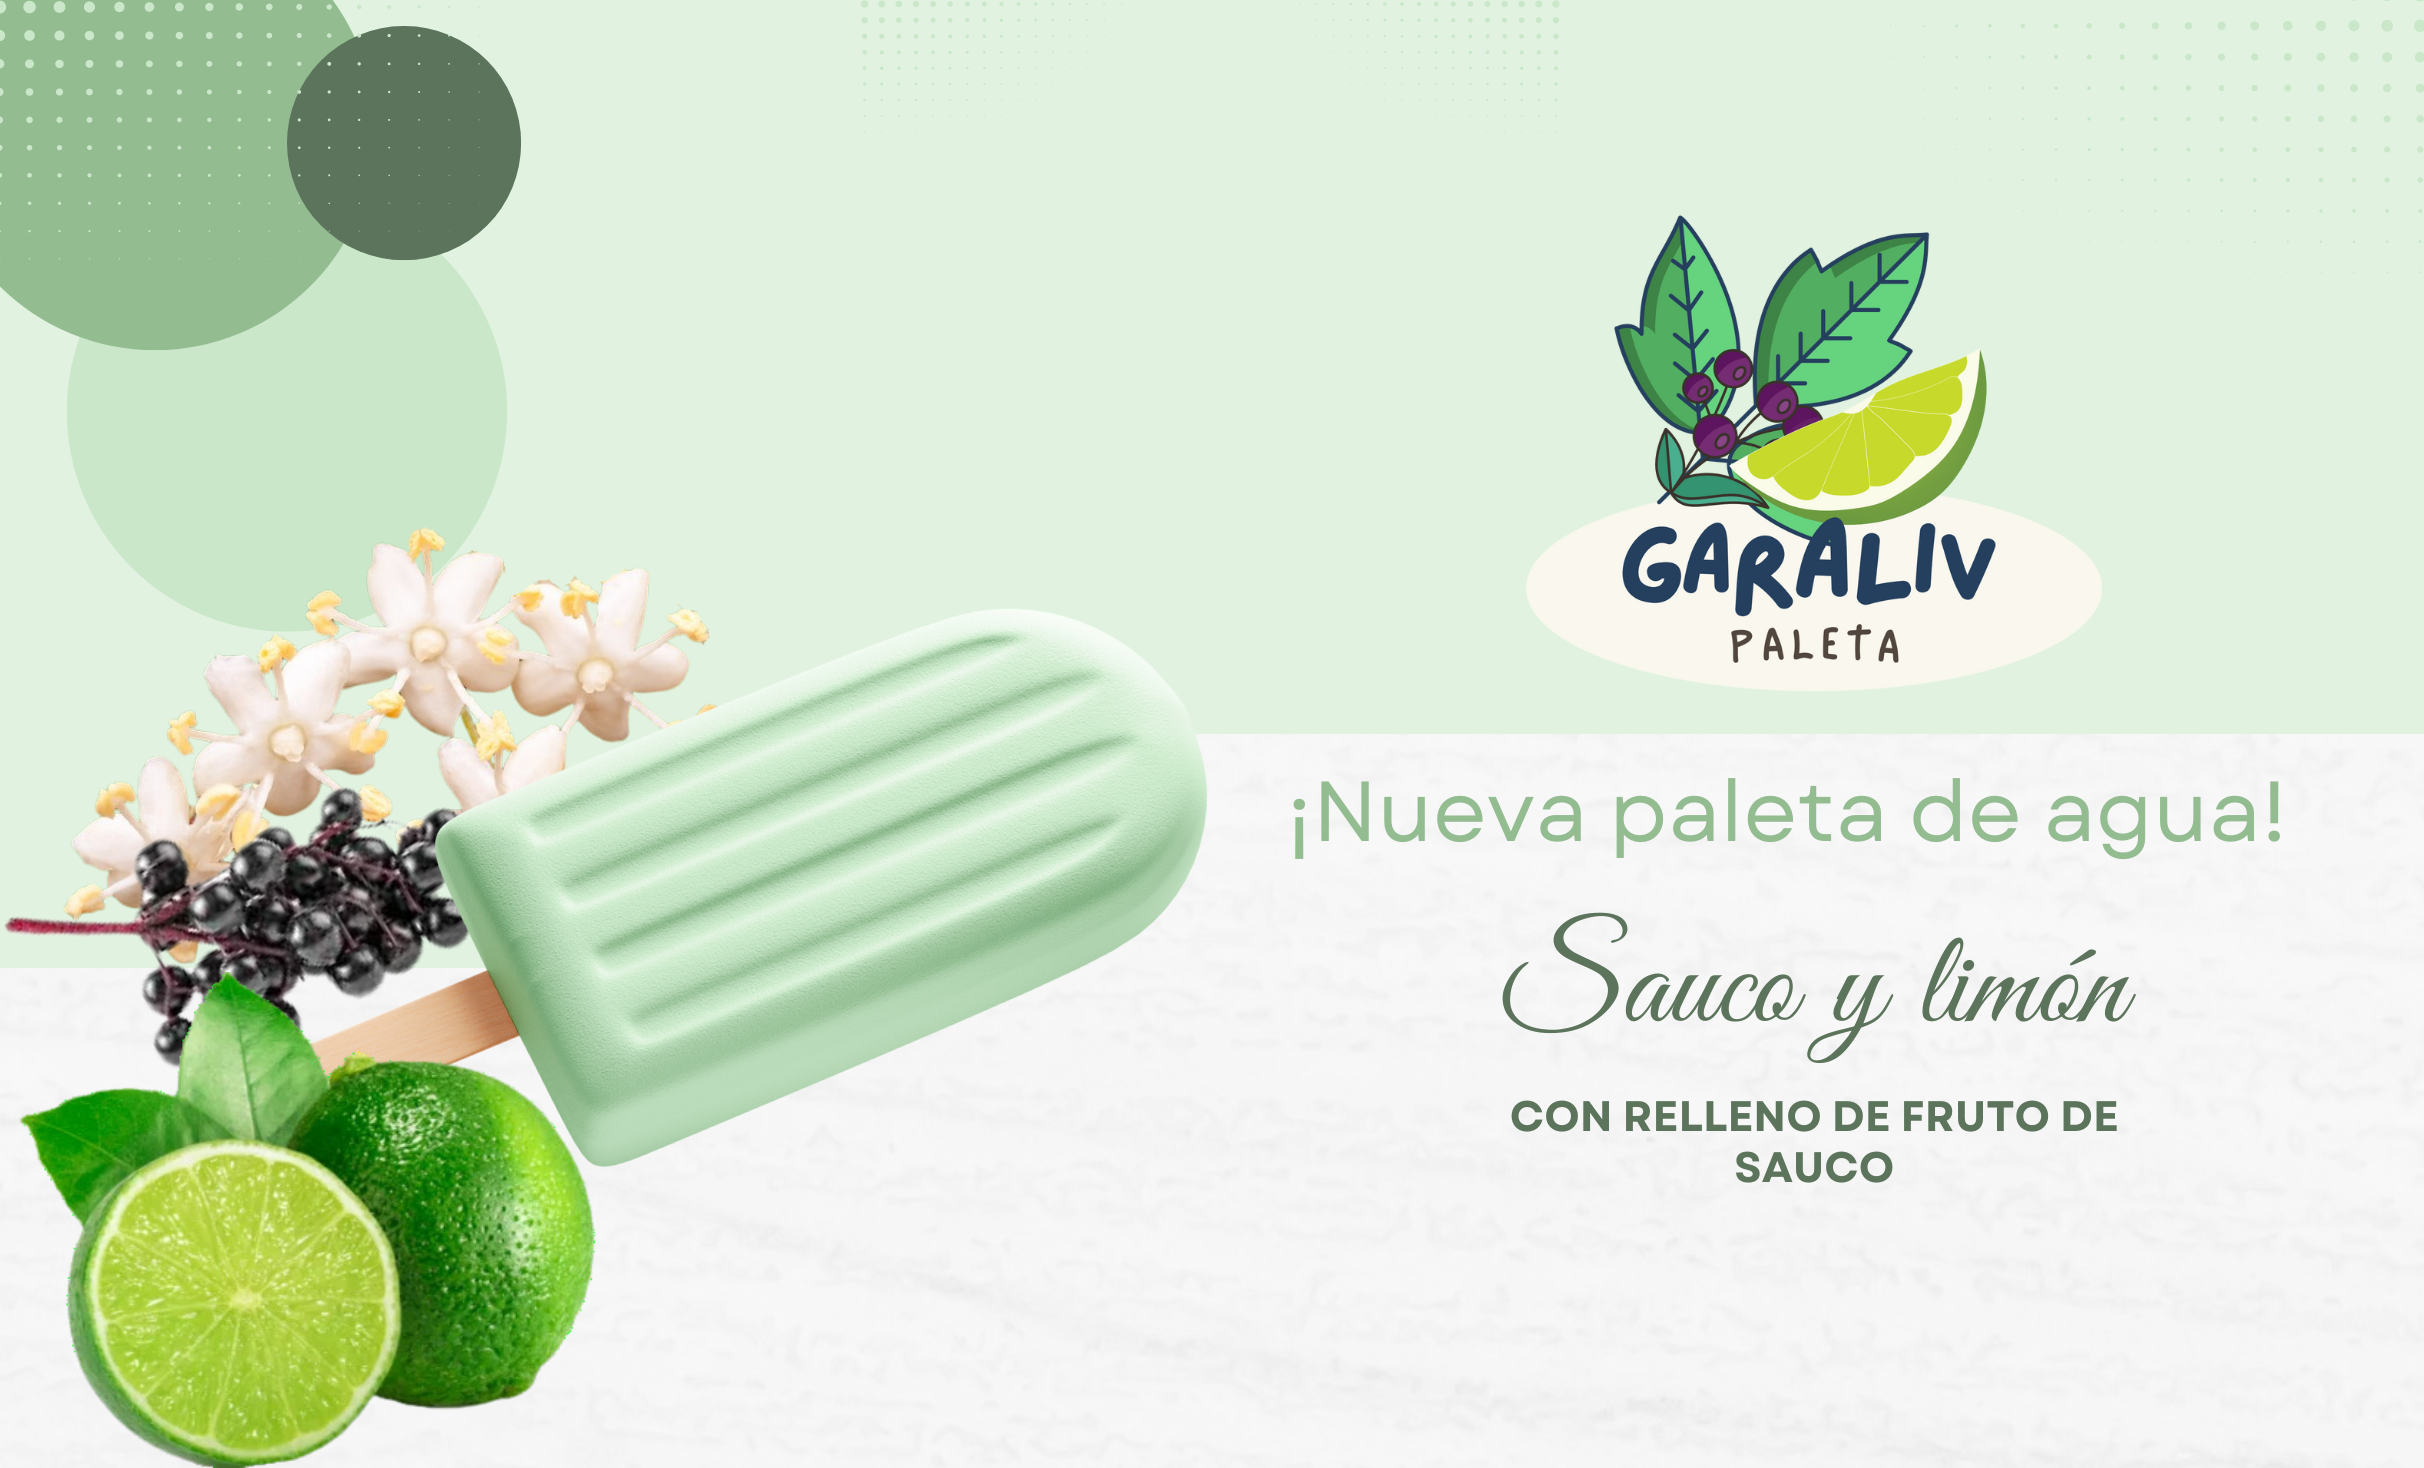 GARALIV
PALETA
¡Nueva paleta de agua!
Sauco y limón
CON RELLENO DE FRUTO DE
SAUCO